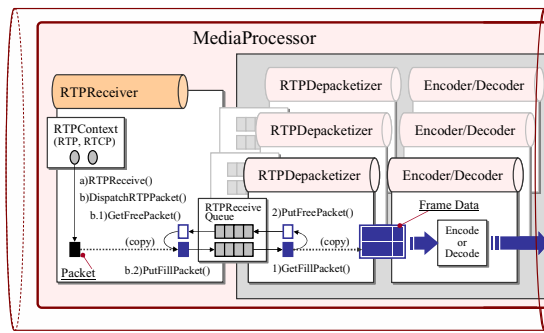 MediaProcessor
RTPReceiver
RTPDepacketizer
Encoder/Decoder
RTPContext
(RTP, RTCP)
RTPDepacketizer
Encoder/Decoder
RTPDepacketizer
Encoder/Decoder
a)RTPReceive()
b)DispatchRTPPacket()
b.1)GetFreePacket()
RTPReceive
Queue
2)PutFreePacket()
Frame Data
(copy)
(copy)
Encode
or
Decode
Packet
b.2)PutFillPacket()
1)GetFillPacket()